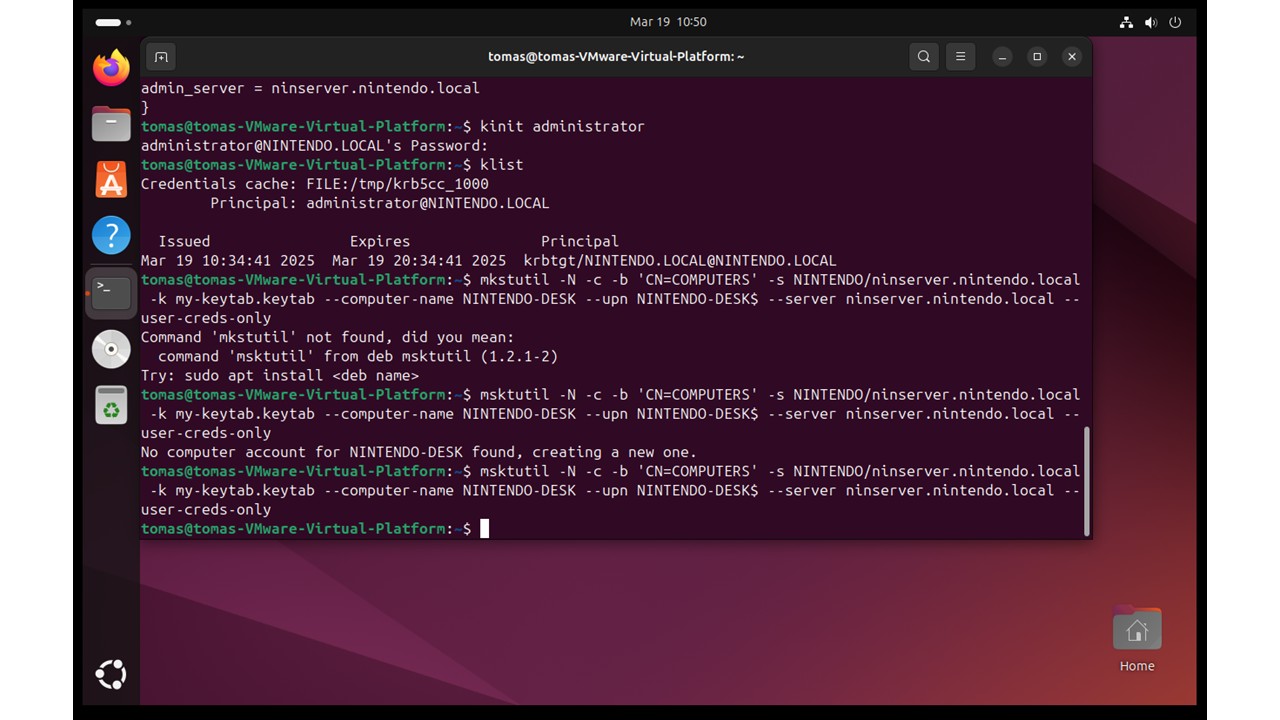 Mar 19 10:50
tomas@tomas-VMware-Virtual-Platform: ~
admin_server = ninserver.nintendo.local
}
tomas@tomas-VMware-Virtual-Platform:~$ kinit administrator
administrator@NINTENDO.LOCAL's Password:
tomas@tomas-VMware-Virtual-Platform:~$ klist
Credentials cache: FILE:/tmp/krb5cc_1000
Principal: administrator@NINTENDO.LOCAL
Issued Expires Principal
Mar 19 10:34:41 2025 Mar 19 20:34:41 2025 krbtgt/NINTENDO.LOCAL@NINTENDO.LOCAL
tomas@tomas-VMware-Virtual-Platform:~$ mkstutil -N -c -b 'CN=COMPUTERS' -s NINTENDO/ninserver.nintendo.local
-k my-keytab.keytab --computer-name NINTENDO-DESK --upn NINTENDO-DESK$ --server ninserver.nintendo.local --
user-creds-only
Command 'mkstutil' not found, did you mean:
command 'msktutil' from deb msktutil (1.2.1-2)
Try: sudo apt install <deb name>
tomas@tomas-VMware-Virtual-Platform:~$ msktutil -N -c -b 'CN=COMPUTERS' -s NINTENDO/ninserver.nintendo.local
-k my-keytab.keytab --computer-name NINTENDO-DESK --upn NINTENDO-DESK$ --server ninserver.nintendo.local --
user-creds-only
No computer account for NINTENDO-DESK found, creating a new one.
tomas@tomas-VMware-Virtual-Platform:~$ msktutil -N -c -b 'CN=COMPUTERS' -s NINTENDO/ninserver.nintendo.local
-k my-keytab.keytab --computer-name NINTENDO-DESK --upn NINTENDO-DESK$ --server ninserver.nintendo.local --
user-creds-only
tomas@tomas-VMware-Virtual-Platform:~$
Home